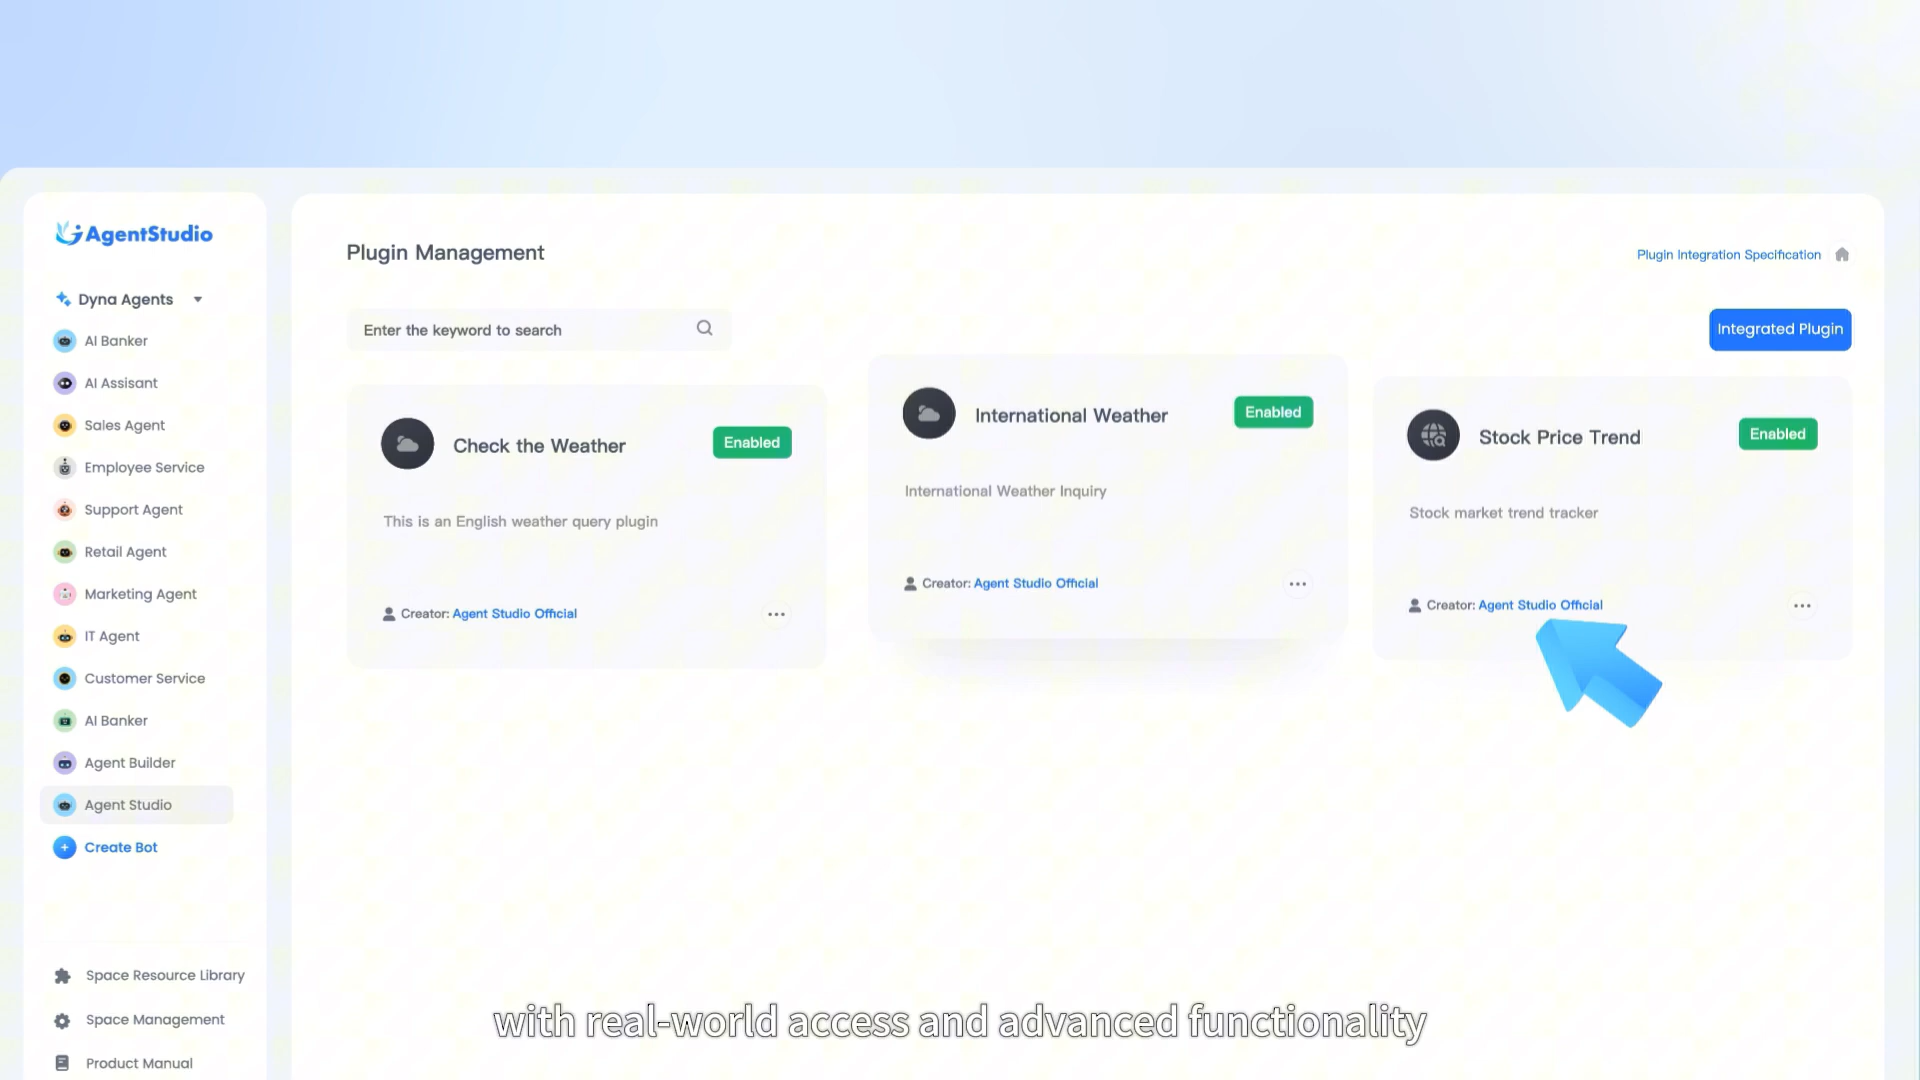 AgentStudio
Dyna Agents
AI Banker
AI Assisant
Sales Agent
Employee Service
Support Agent
Retail Agent
Marketing Agent
IT Agent
Customer Service
AI Banker
Agent Builder
Agent Studio
Create Bot
Space Resource Library
Space Management
Product Manual
Plugin Management
Plugin Integration Specification
Enter the keyword to search
Integrated Plugin
Check the Weather
Enabled
This is an English weather query plugin
Creator: Agent Studio Official
International Weather
Enabled
International Weather Inquiry
Creator: Agent Studio Official
Stock Price Trend
Enabled
Stock market trend tracker
Creator: Agent Studio Official
with real-world access and advanced functionality